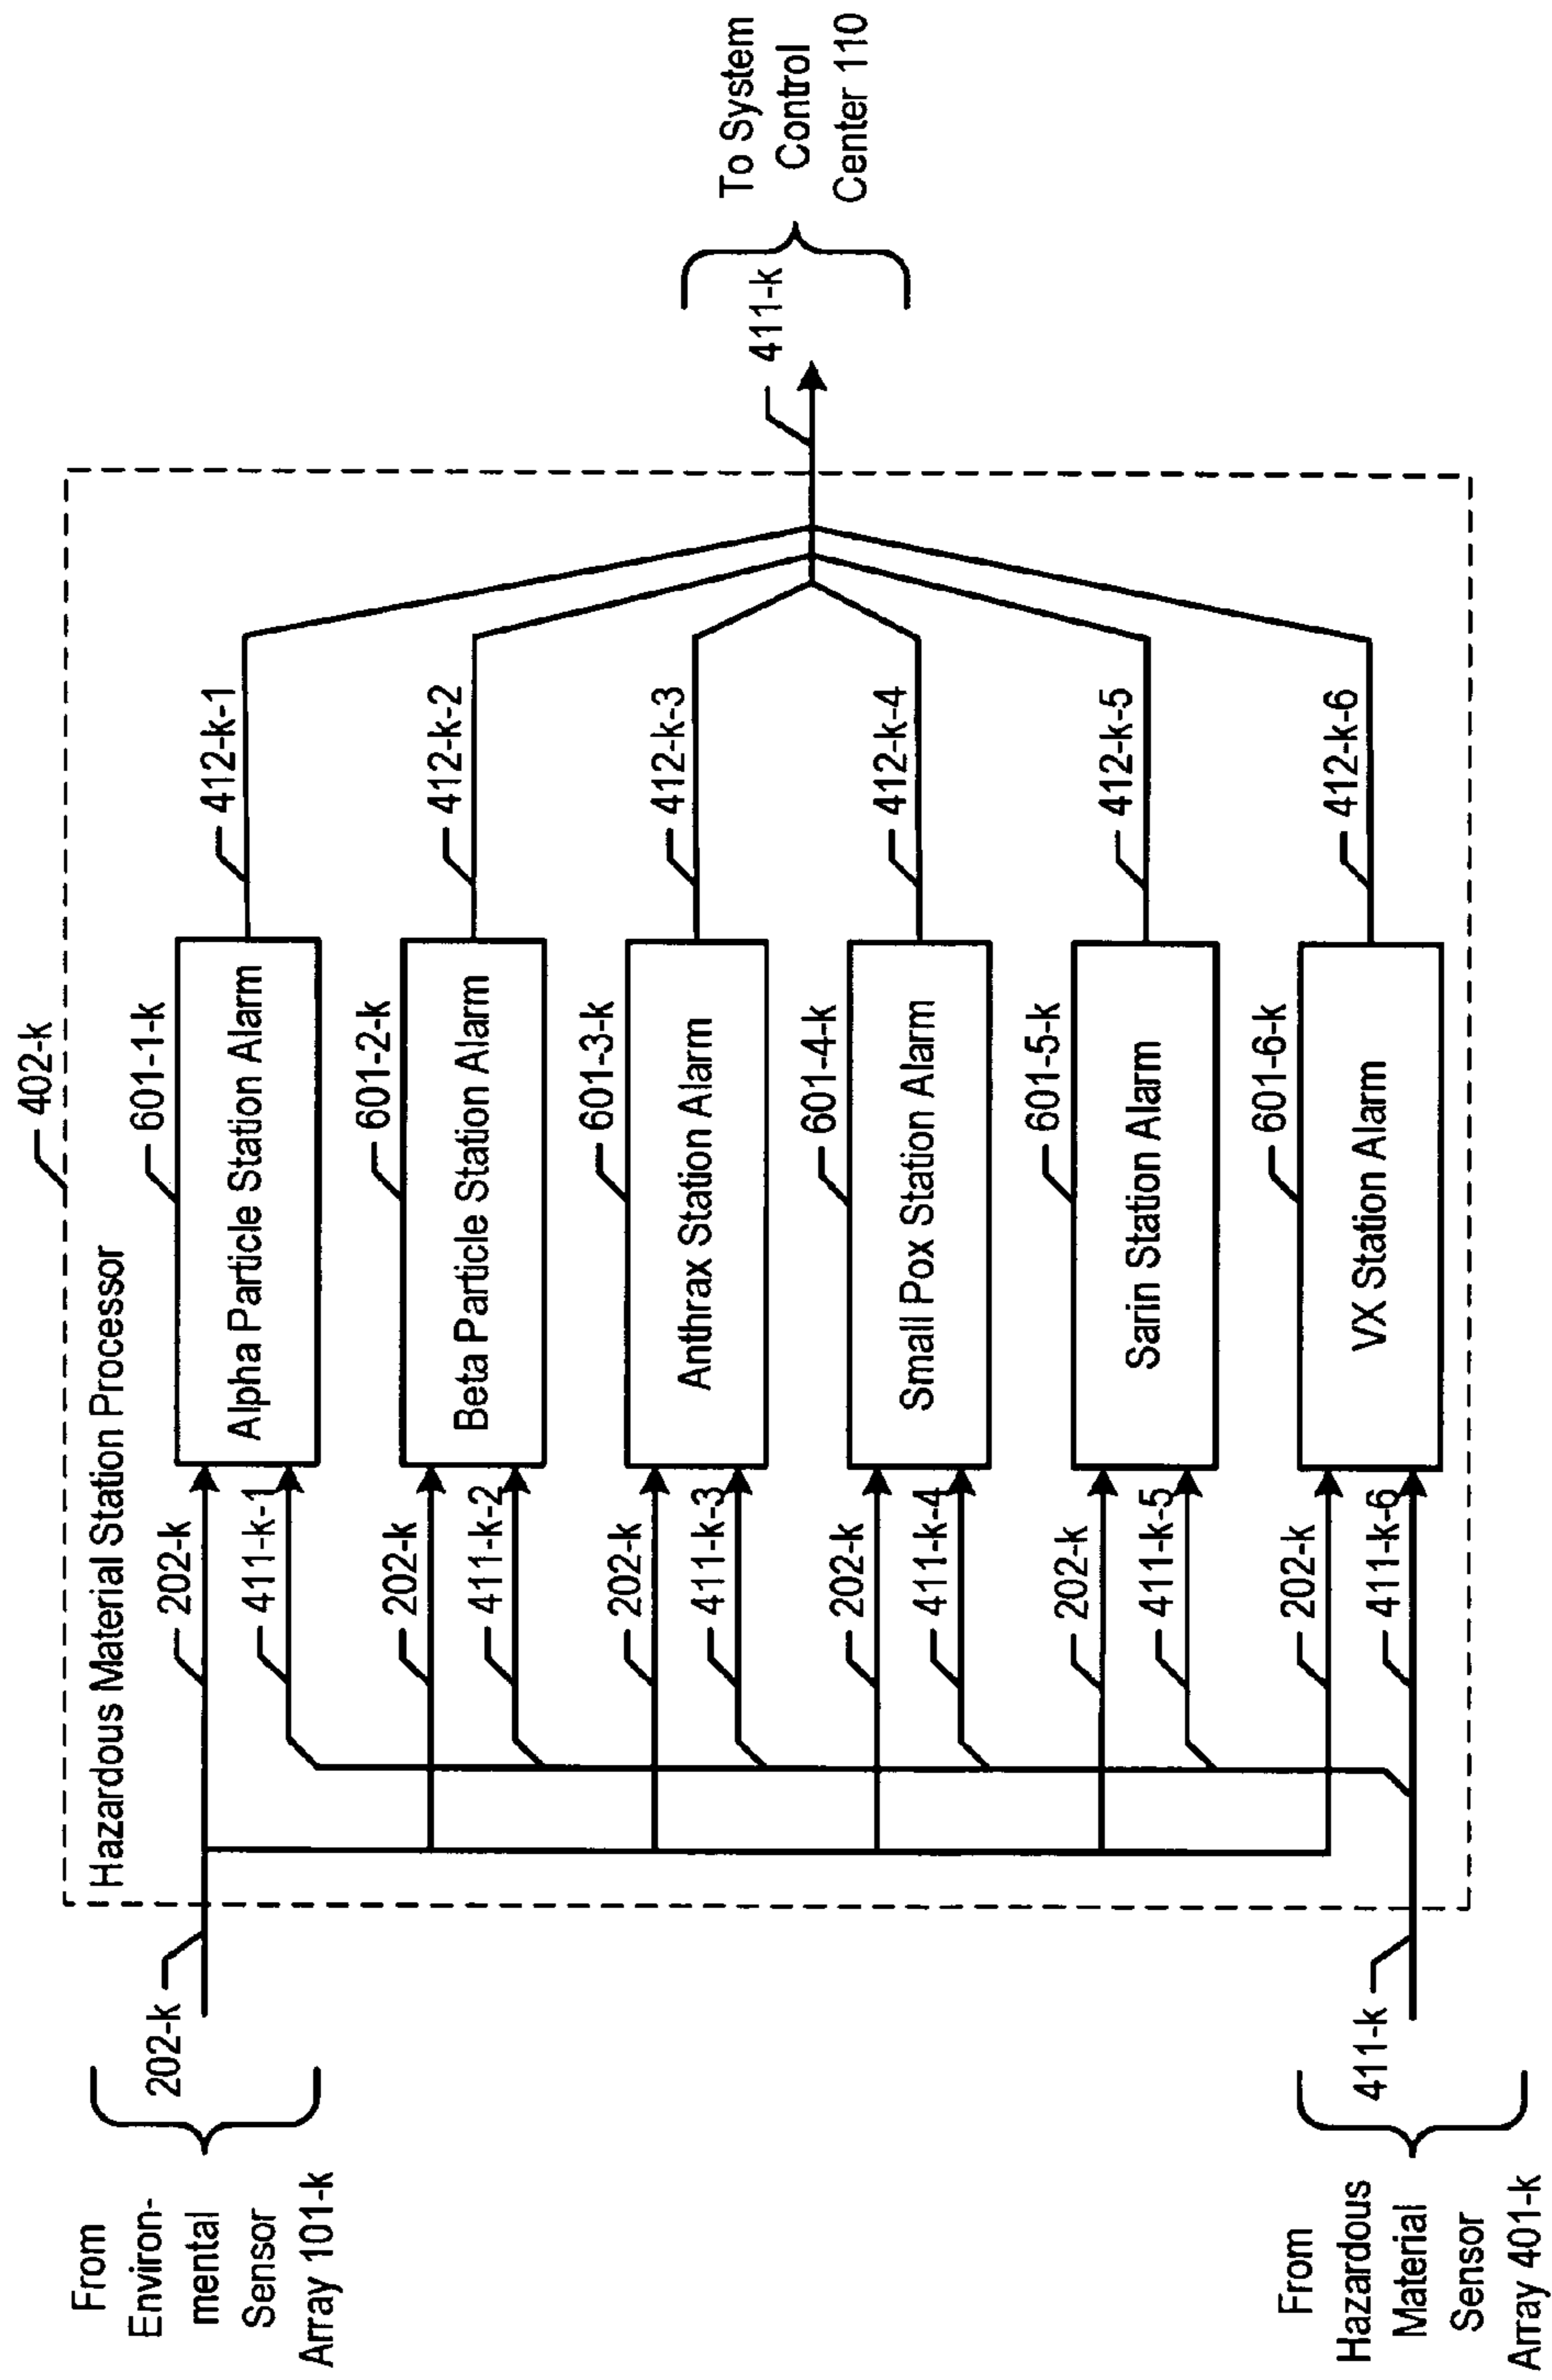 402-k
Hazardous Material Station Processor
From
Environ-
mental
Sensor
Array 101-k
202-k
202-k
411-k-1
601-1-k
Alpha Particle Station Alarm
412-k-1
202-k
411-k-2
601-2-k
Beta Particle Station Alarm
412-k-2
202-k
411-k-3
601-3-k
Anthrax Station Alarm
412-k-3
202-k
411-k-4
601-4-k
Small Pox Station Alarm
412-k-4
202-k
411-k-5
601-5-k
Sarin Station Alarm
412-k-5
202-k
411-k-6
601-6-k
VX Station Alarm
412-k-6
From
Hazardous
Material
Sensor
Array 401-k
411-k
411-k
To System
Control
Center 110